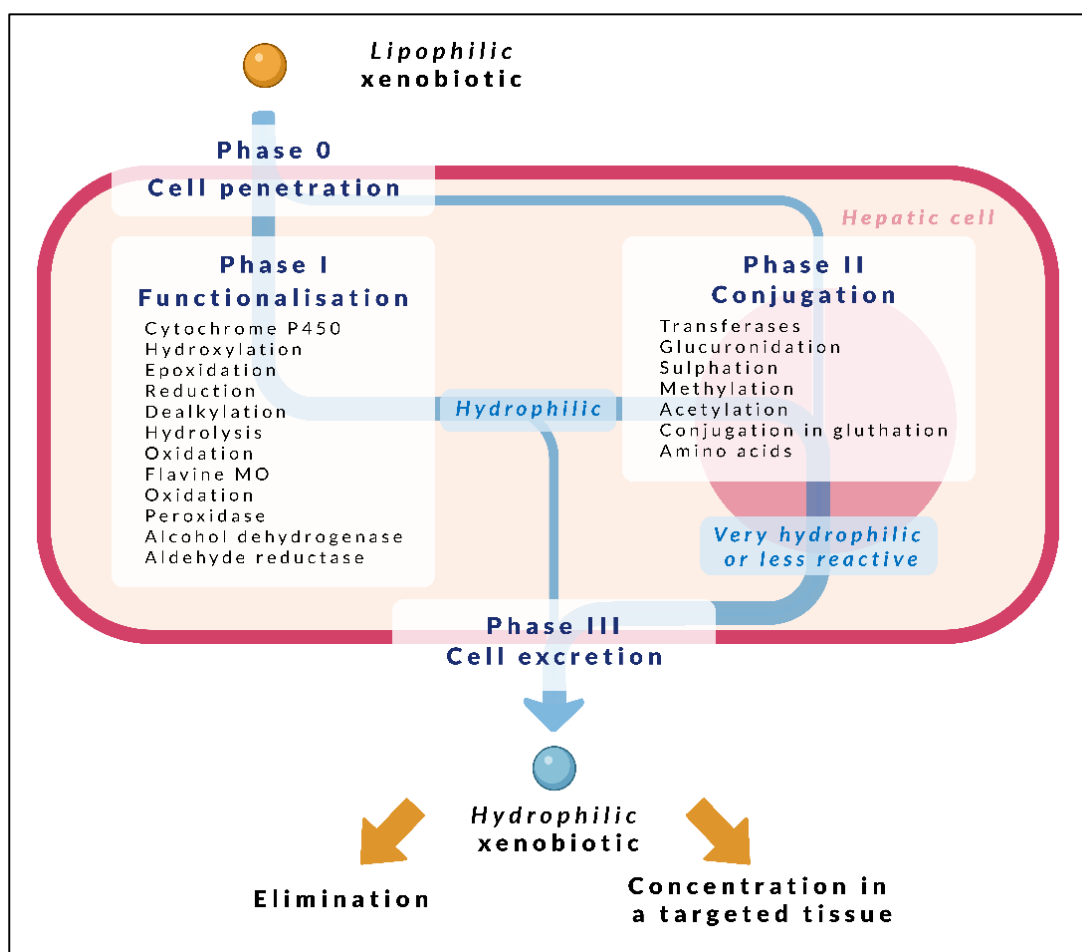 Lipophilic
xenobiotic
Phase 0
Cell penetration
Hepatic cell
Phase I
Functionalisation
Cytochrome P450
Hydroxylation
Epoxidation
Reduction
Dealkylation
Hydrolysis
Oxidation
Flavine MO
Oxidation
Peroxidase
Alcohol dehydrogenase
Aldehyde reductase
Hydrophilic
Phase II
Conjugation
Transferases
Glucuronidation
Sulphation
Methylation
Acetylation
Conjugation in gluthation
Amino acids
Very hydrophilic
or less reactive
Phase III
Cell excretion
Hydrophilic
xenobiotic
Elimination
Concentration in
a targeted tissue